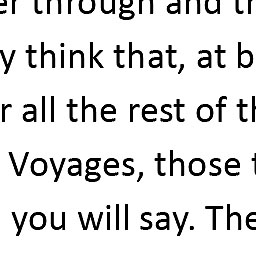 er through and th
y think that, at b
r all the rest of th
Voyages, those t
you will say. The